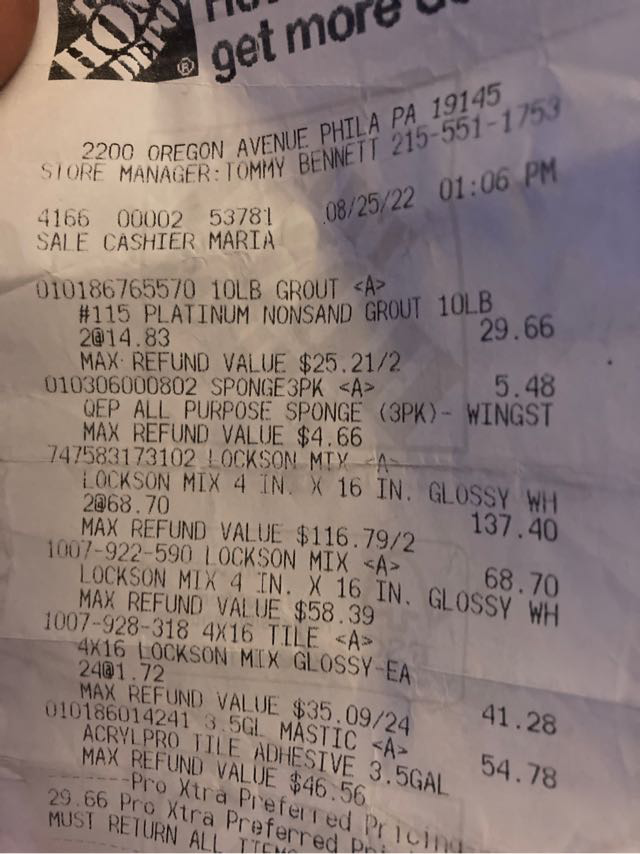 THE HOME DEPOT ®
get more
2200 OREGON AVENUE PHILA PA 19145
STORE MANAGER:TOMMY BENNETT 215-551-1753
4166 00002 53781 08/25/22 01:06 PM
SALE CASHIER MARIA
010186765570 10LB GROUT <A>
#115 PLATINUM NONSAND GROUT 10LB
2@14.83 29.66
MAX REFUND VALUE $25.21/2
010306000802 SPONGE3PK <A> 5.48
QEP ALL PURPOSE SPONGE (3PK)- WINGST
MAX REFUND VALUE $4.66
747583173102 LOCKSON MIX <A>
LOCKSON MIX 4 IN. X 16 IN. GLOSSY WH
2@68.70 137.40
MAX REFUND VALUE $116.79/2
1007-922-590 LOCKSON MIX <A> 68.70
LOCKSON MIX 4 IN. X 16 IN. GLOSSY WH
MAX REFUND VALUE $58.39
1007-928-318 4X16 TILE <A>
4X16 LOCKSON MIX GLOSSY-EA
24@1.72 41.28
MAX REFUND VALUE $35.09/24
010186014241 3.5GL MASTIC <A> 54.78
ACRYLPRO TILE ADHESIVE 3.5GAL
MAX REFUND VALUE $46.56
------Pro Xtra Preferred Pricing
29.66 Pro Xtra Preferred
MUST RETURN ALL